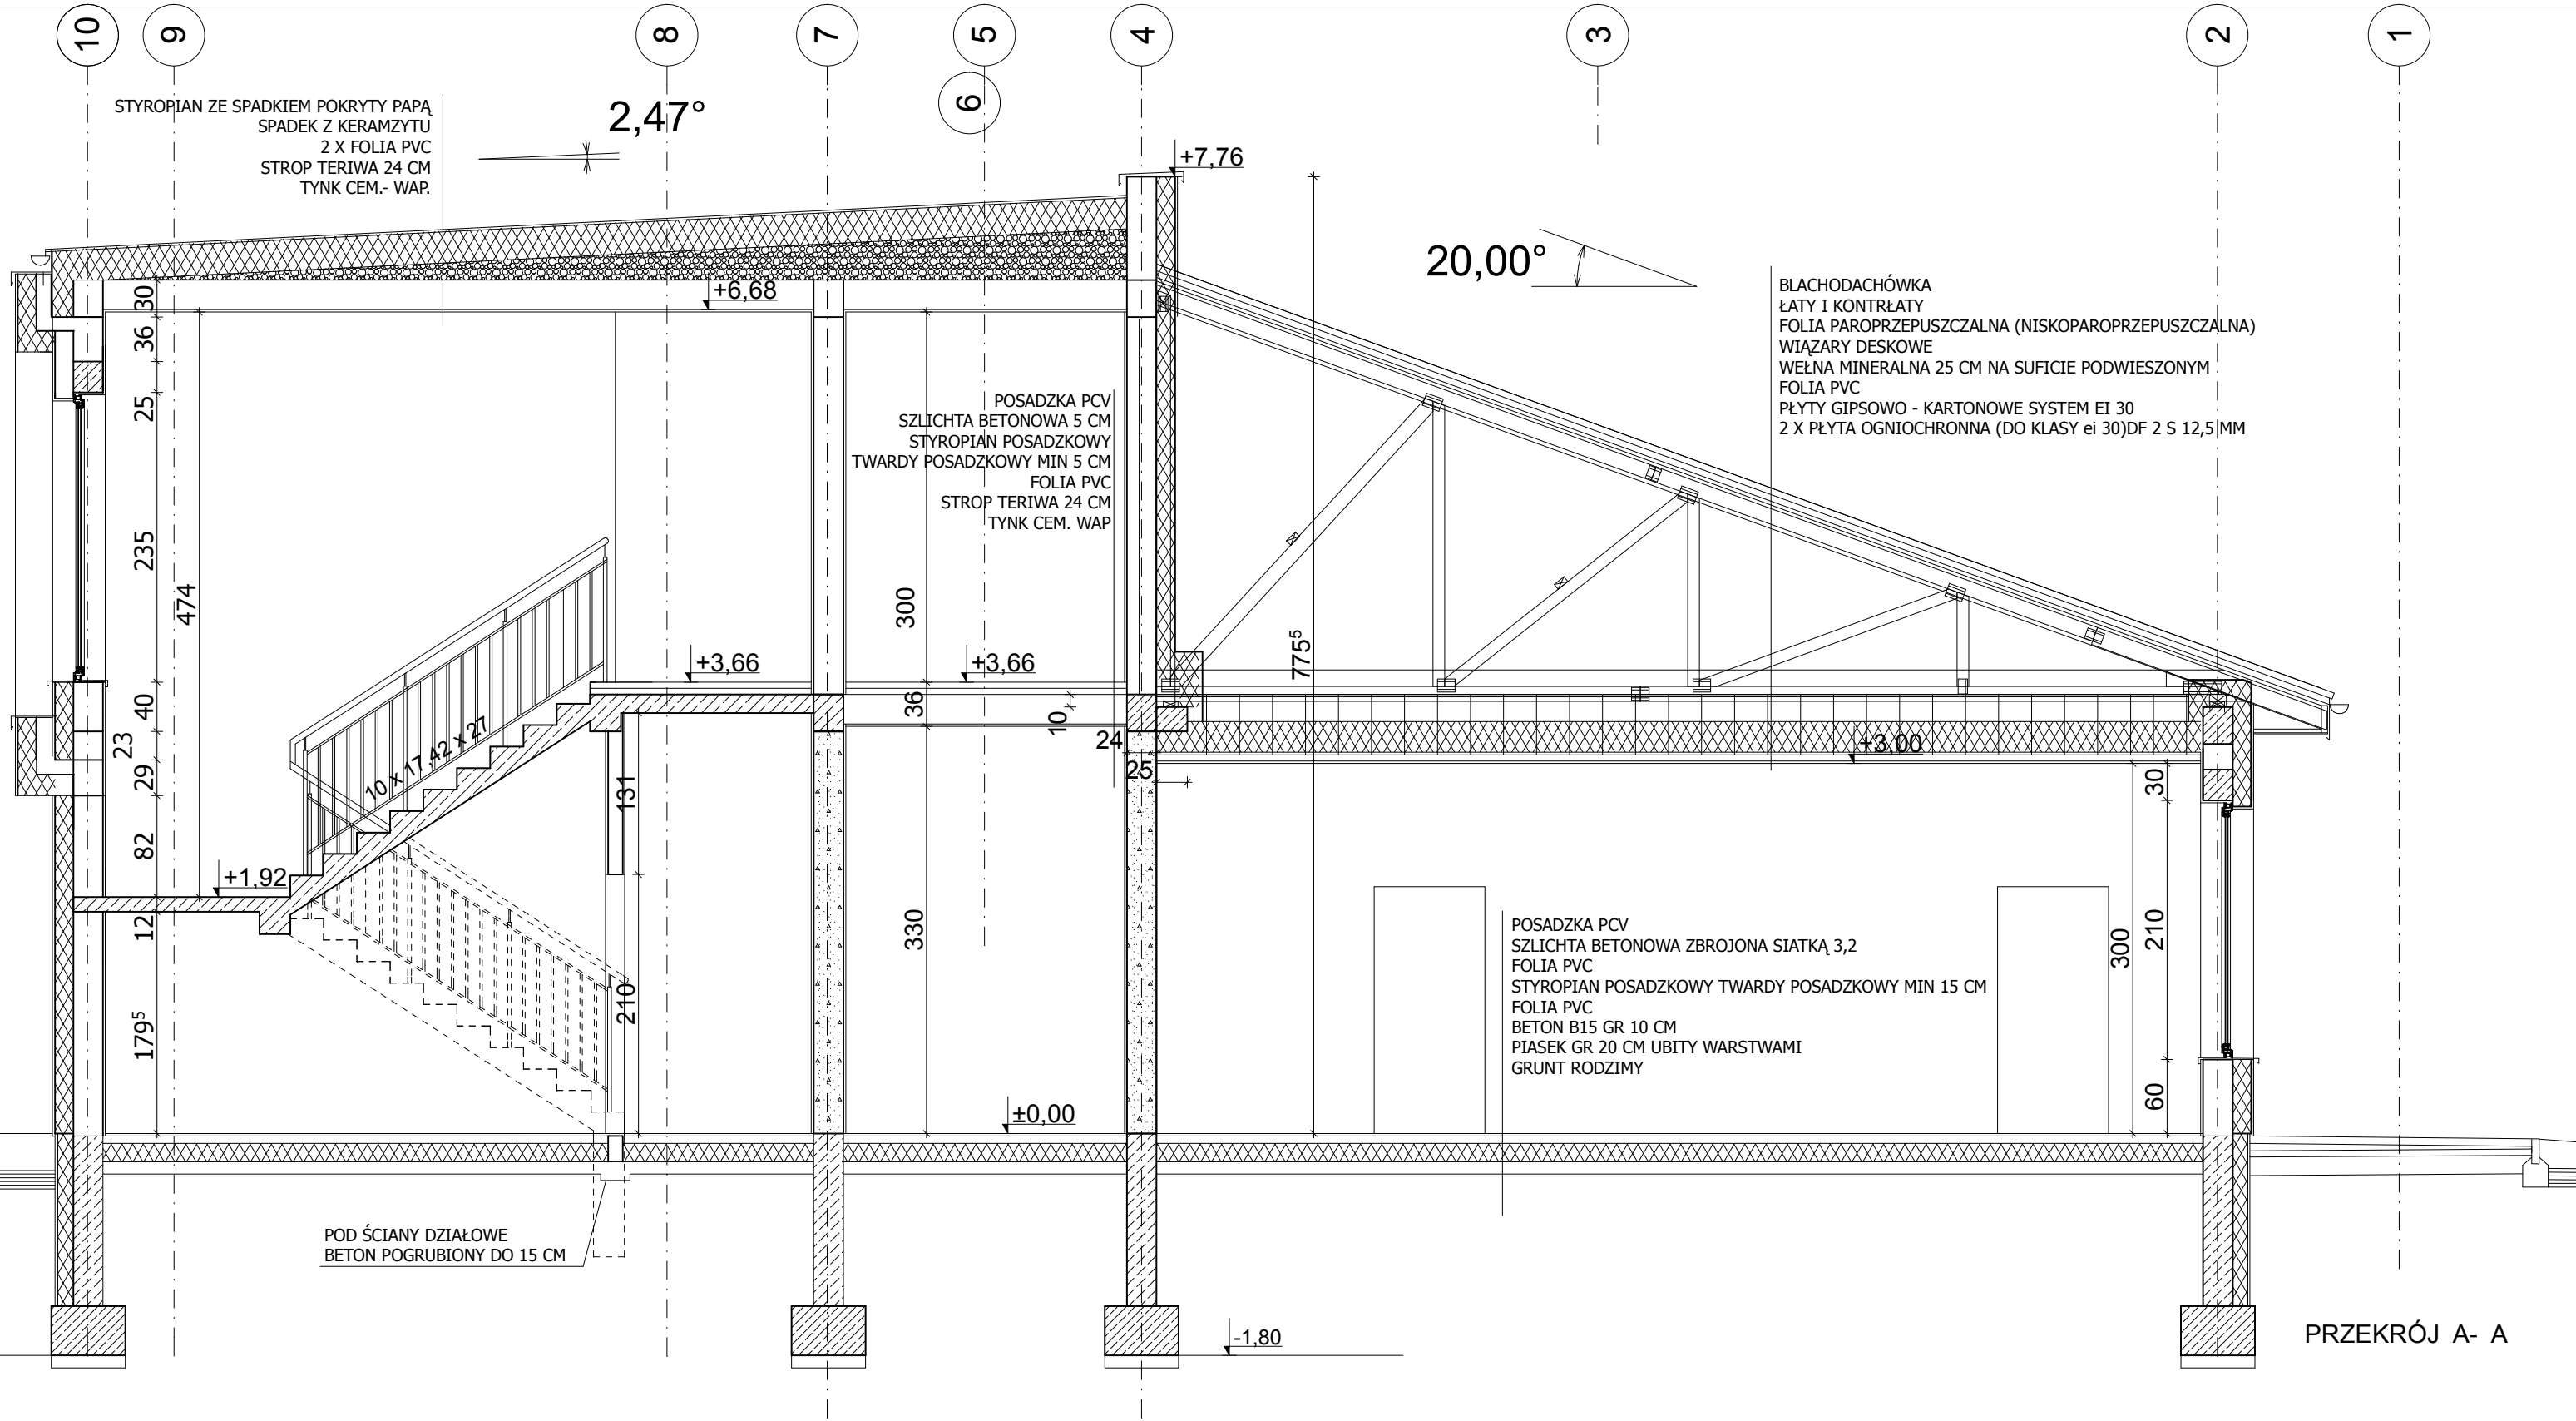 10
9
8
7
5
6
4
3
2
1
STYROPIAN ZE SPADKIEM POKRYTY PAPĄ
SPADEK Z KERAMZYTU
2 X FOLIA PVC
STROP TERIWA 24 CM
TYNK CEM.- WAP.
2,47°
+7,76
20,00°
BLACHODACHÓWKA
ŁATY I KONTRŁATY
FOLIA PAROPRZEPUSZCZALNA (NISKOPAROPRZEPUSZCZALNA)
WIĄZARY DESKOWE
WEŁNA MINERALNA 25 CM NA SUFICIE PODWIESZONYM
FOLIA PVC
PŁYTY GIPSOWO - KARTONOWE SYSTEM EI 30
2 X PŁYTA OGNIOCHRONNA (DO KLASY ei 30)DF 2 S 12,5 MM
+6,68
POSADZKA PCV
SZLICHTA BETONOWA 5 CM
STYROPIAN POSADZKOWY
TWARDY POSADZKOWY MIN 5 CM
FOLIA PVC
STROP TERIWA 24 CM
TYNK CEM. WAP
30
36
25
235
40
23
29
82
12
179⁵
474
10 x 17,42 x 27
+1,92
+3,66
+3,66
131
210
300
36
330
10
24
25
775⁵
+3,00
±0,00
30
210
60
300
POSADZKA PCV
SZLICHTA BETONOWA ZBROJONA SIATKĄ 3,2
FOLIA PVC
STYROPIAN POSADZKOWY TWARDY POSADZKOWY MIN 15 CM
FOLIA PVC
BETON B15 GR 10 CM
PIASEK GR 20 CM UBITY WARSTWAMI
GRUNT RODZIMY
POD ŚCIANY DZIAŁOWE
BETON POGRUBIONY DO 15 CM
-1,80
PRZEKRÓJ A- A